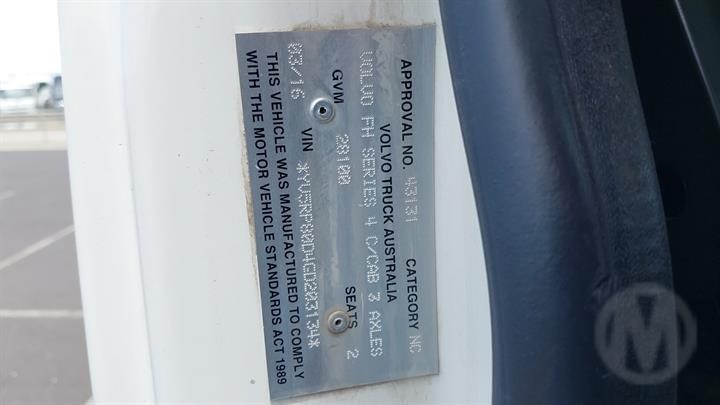 APPROVAL NO. 43131 CATEGORY NC
VOLVO TRUCK AUSTRALIA
VOLVO FH SERIES 4 C/CAB 3 AXLES
GVM 28100 SEATS 2
03/16 VIN *YV5RP80D4GD203134*
THIS VEHICLE WAS MANUFACTURED TO COMPLY
WITH THE MOTOR VEHICLE STANDARDS ACT 1989
M